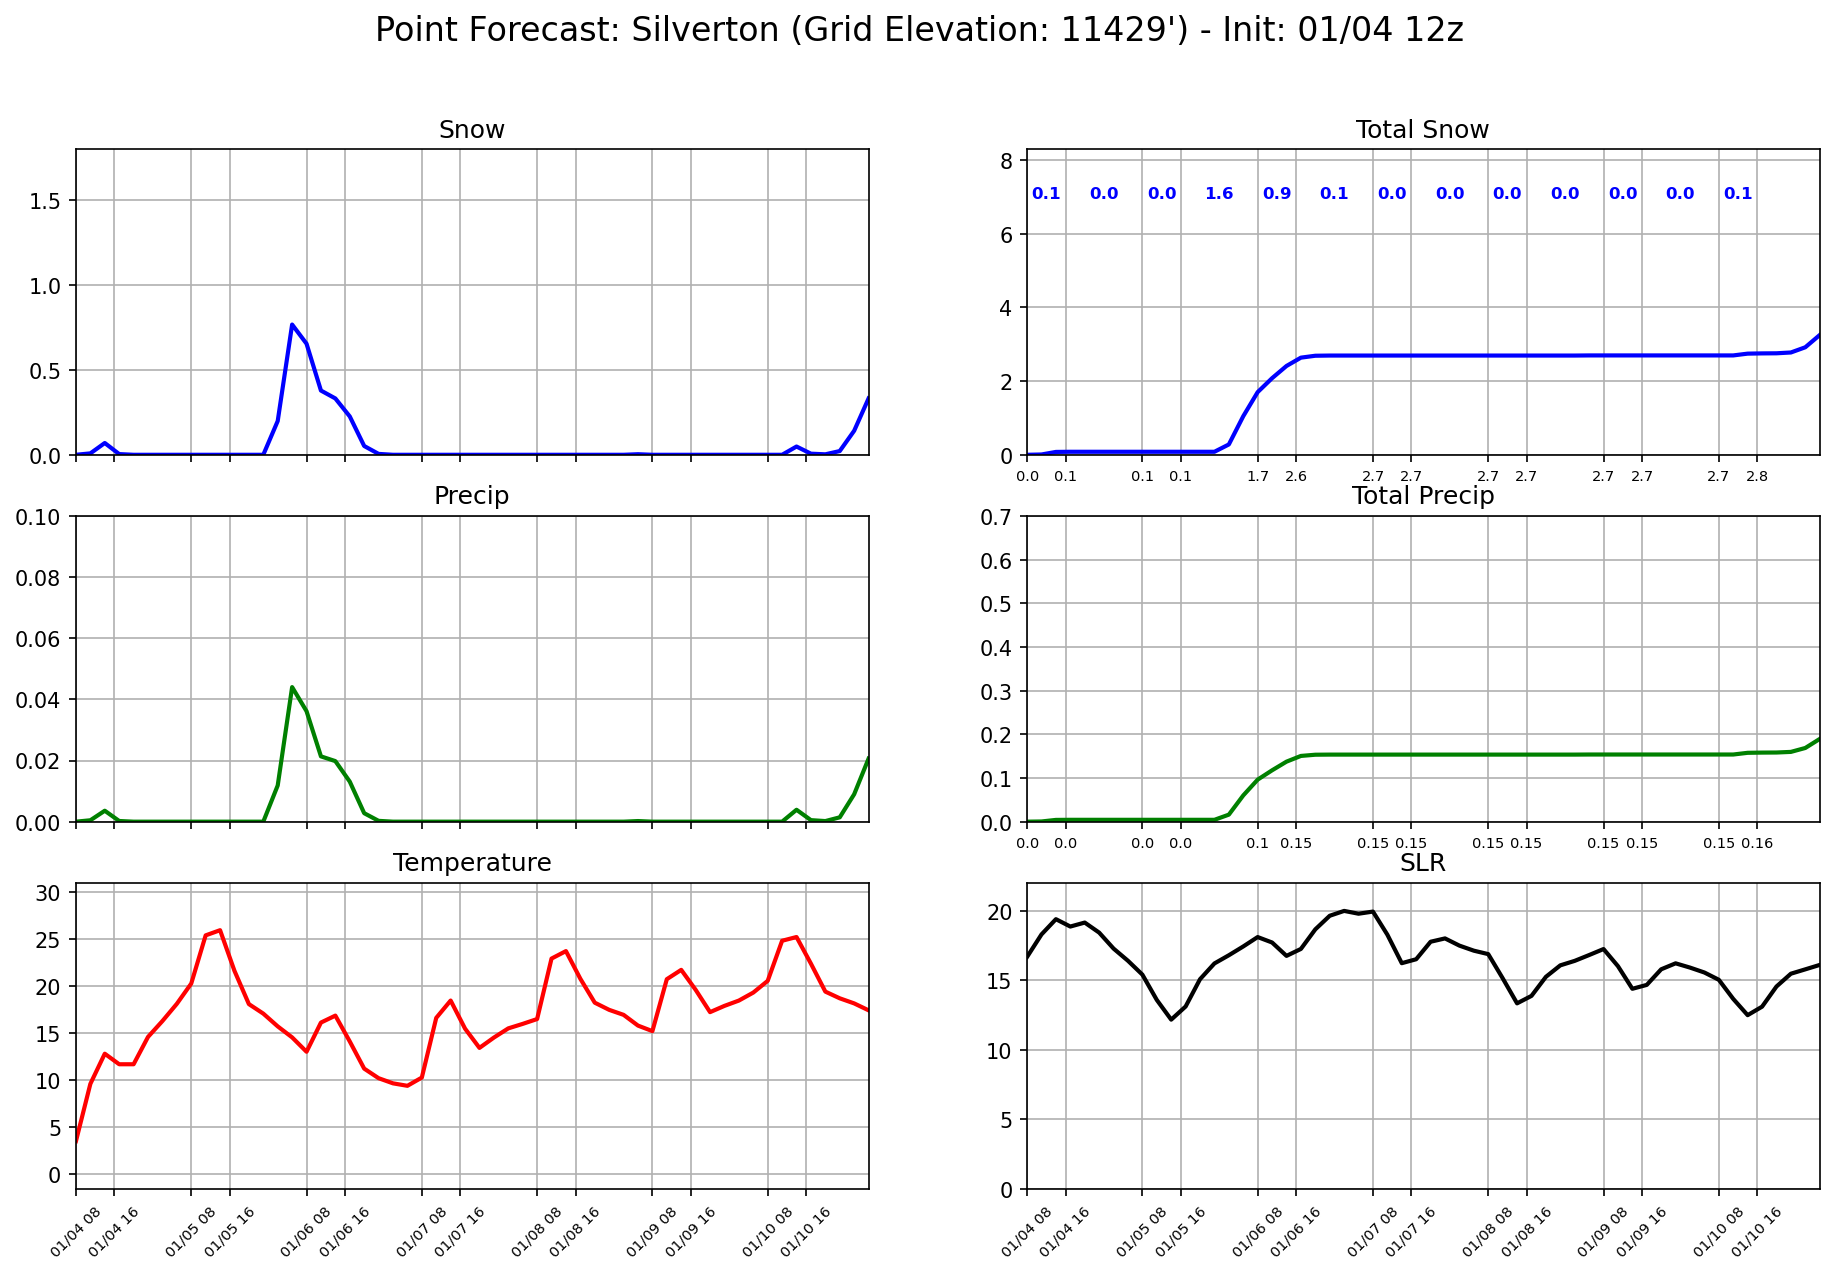 Point Forecast: Silverton (Grid Elevation: 11429') - Init: 01/04 12z
Snow
1.5
1.0
0.5
0.0
Total Snow
8
6
4
2
0
0.1 0.0 0.0 1.6 0.9 0.1 0.0 0.0 0.0 0.0 0.0 0.0 0.1
0.0 0.1 0.1 0.1 1.7 2.6 2.7 2.7 2.7 2.7 2.7 2.7 2.7 2.8
Precip
0.10
0.08
0.06
0.04
0.02
0.00
Total Precip
0.7
0.6
0.5
0.4
0.3
0.2
0.1
0.0
0.0 0.0 0.0 0.0 0.1 0.15 0.15 0.15 0.15 0.15 0.15 0.15 0.15 0.16
Temperature
30
25
20
15
10
5
0
01/04 08 01/04 16 01/05 08 01/05 16 01/06 08 01/06 16 01/07 08 01/07 16 01/08 08 01/08 16 01/09 08 01/09 16 01/10 08 01/10 16
SLR
20
15
10
5
0
01/04 08 01/04 16 01/05 08 01/05 16 01/06 08 01/06 16 01/07 08 01/07 16 01/08 08 01/08 16 01/09 08 01/09 16 01/10 08 01/10 16